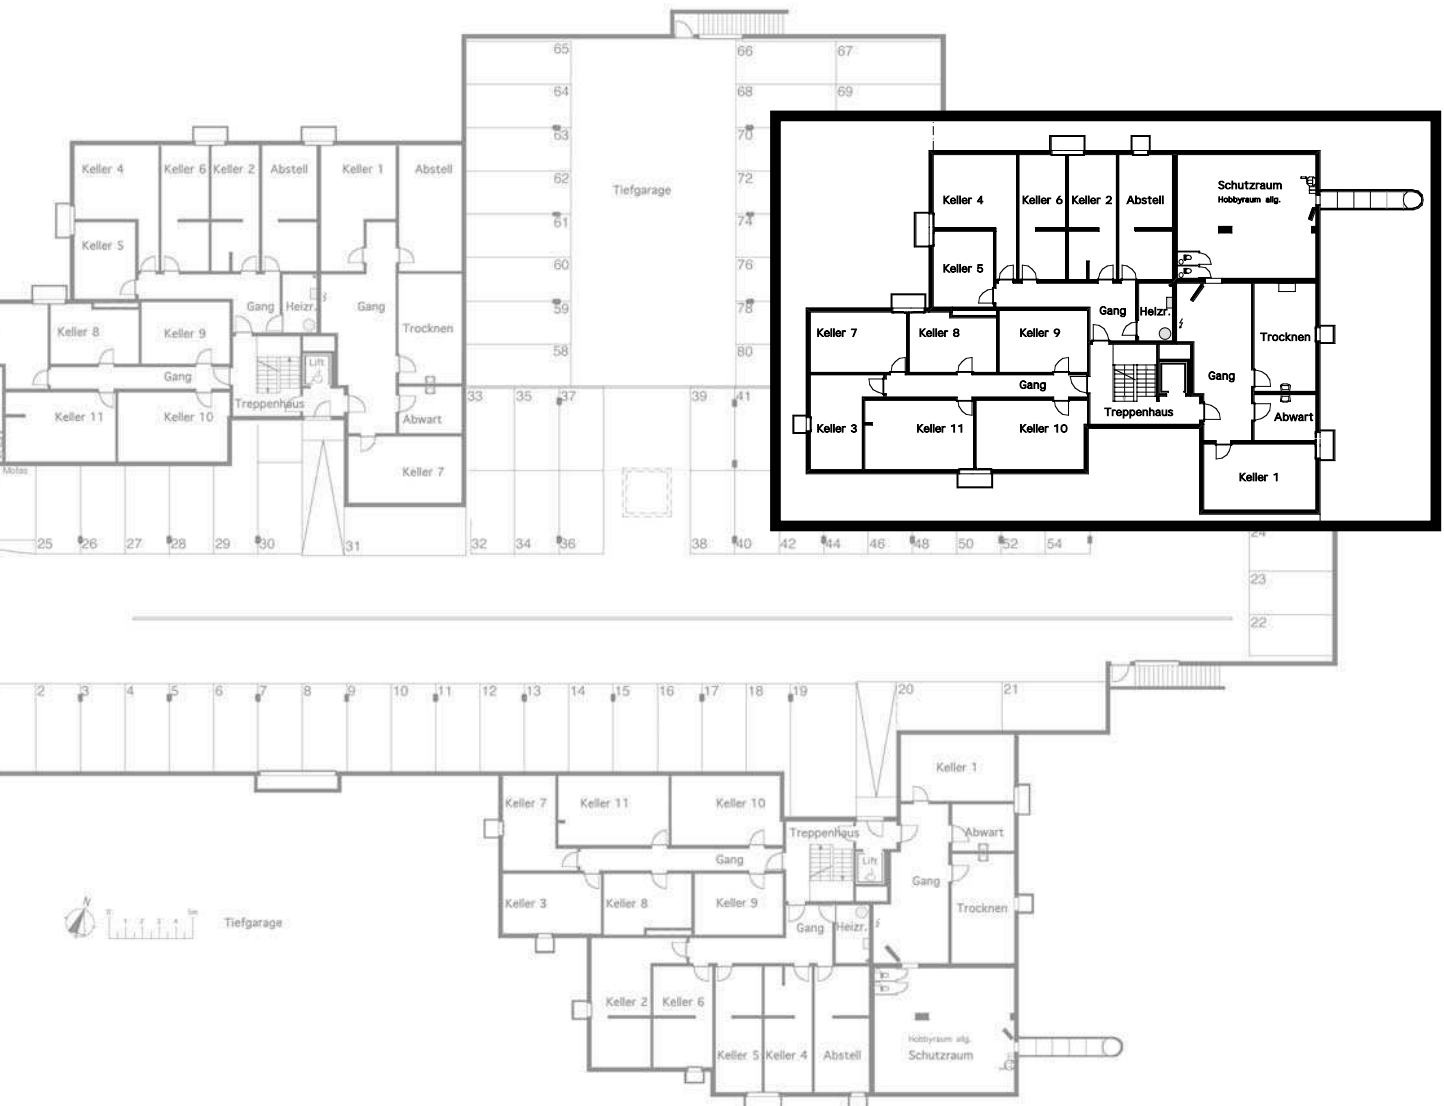 65
66
67
64
68
69
63
70
62
72
61
74
60
76
59
78
58
80
Tiefgarage
Keller 4
Keller 6
Keller 2
Abstell
Keller 1
Abstell
Keller 5
Gang
Heizr.
Gang
Trocknen
Keller 8
Keller 9
Lift
Gang
Treppenhaus
Abwart
Keller 11
Keller 10
Keller 7
Mofas
33
35
37
39
41
Keller 4
Keller 6
Keller 2
Abstell
Schutzraum
Hobbyraum allg.
Keller 5
Gang
Heizr.
Keller 7
Keller 8
Keller 9
Trocknen
Gang
Gang
Treppenhaus
Abwart
Keller 3
Keller 11
Keller 10
Keller 1
25
26
27
28
29
30
31
32
34
36
38
40
42
44
46
48
50
52
54
24
23
22
2
3
4
5
6
7
8
9
10
11
12
13
14
15
16
17
18
19
20
21
Keller 1
Keller 7
Keller 11
Keller 10
Treppenhaus
Abwart
Gang
Lift
Gang
Keller 3
Keller 8
Keller 9
Trocknen
Gang
Heizr.
N
0
1
2
3
4
5m
Tiefgarage
Keller 2
Keller 6
Keller 5
Keller 4
Abstell
Hobbyraum allg.
Schutzraum